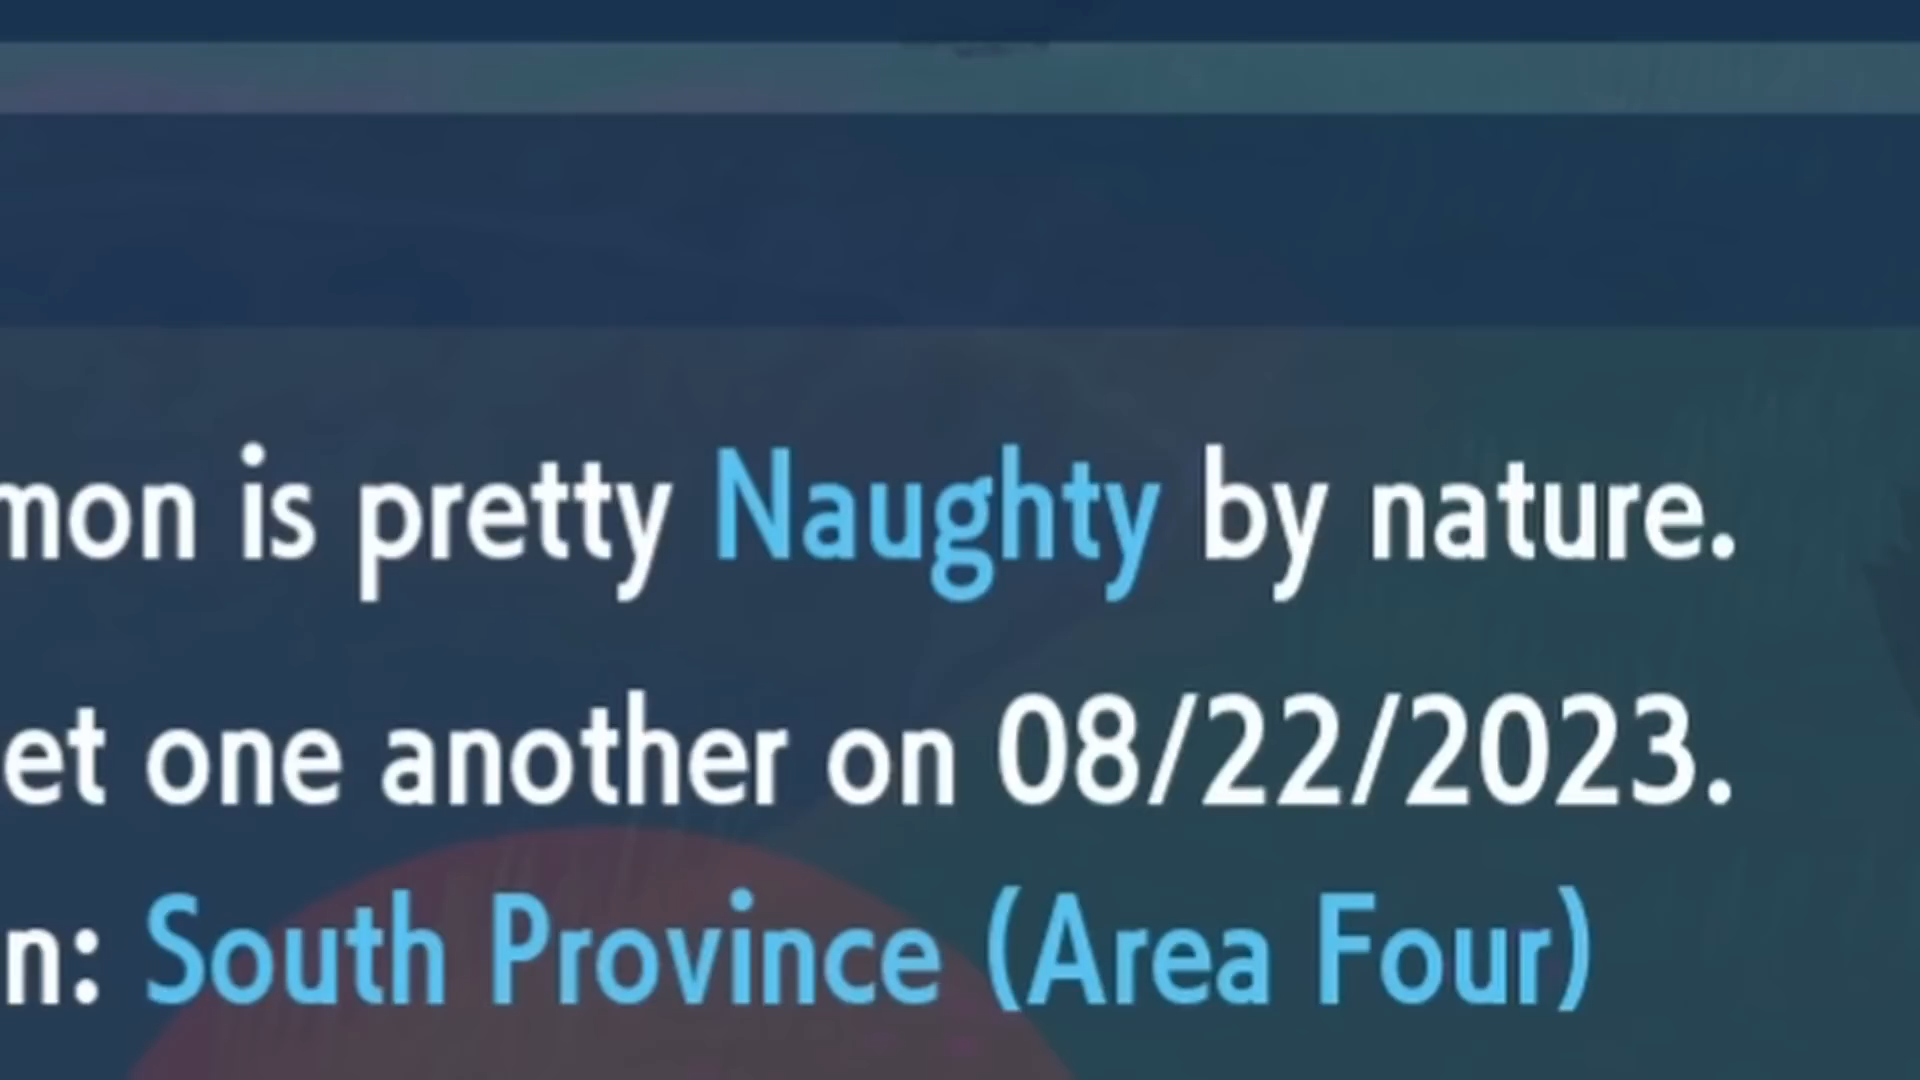 mon is pretty Naughty by nature.
et one another on 08/22/2023.
n: South Province (Area Four)